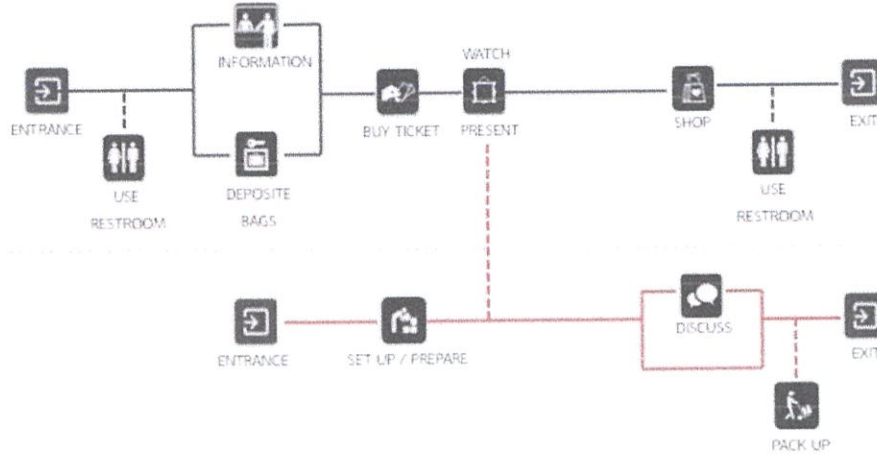 WATCH
INFORMATION
ENTRANCE
BUY TICKET
PRESENT
SHOP
EXIT
USE
RESTROOM
DEPOSITE
BAGS
USE
RESTROOM
ENTRANCE
SET UP / PREPARE
DISCUSS
EXIT
PACK UP